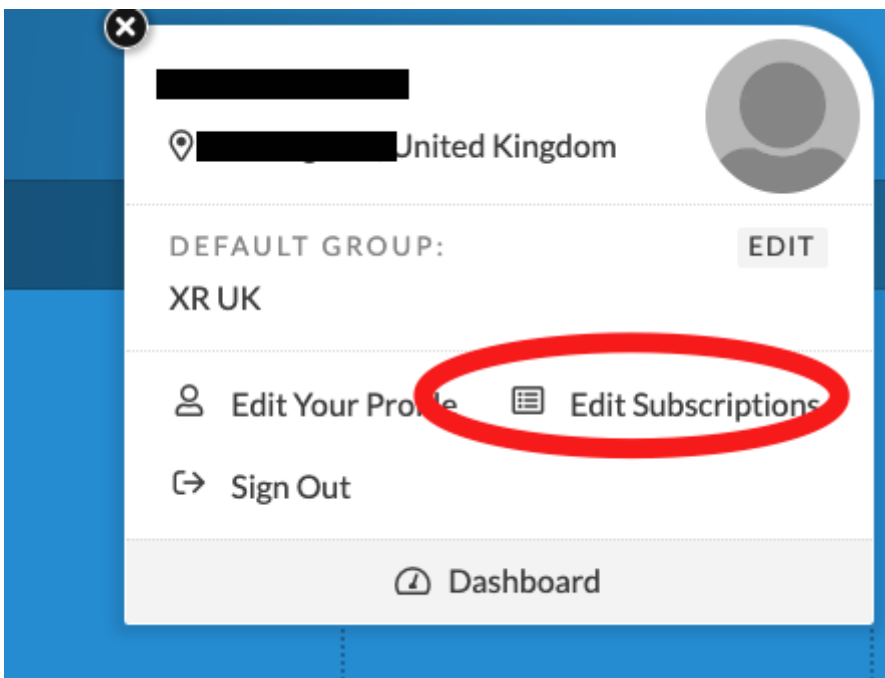 United Kingdom
DEFAULT GROUP:
EDIT
XR UK
Edit Your Profile
Edit Subscriptions
Sign Out
Dashboard